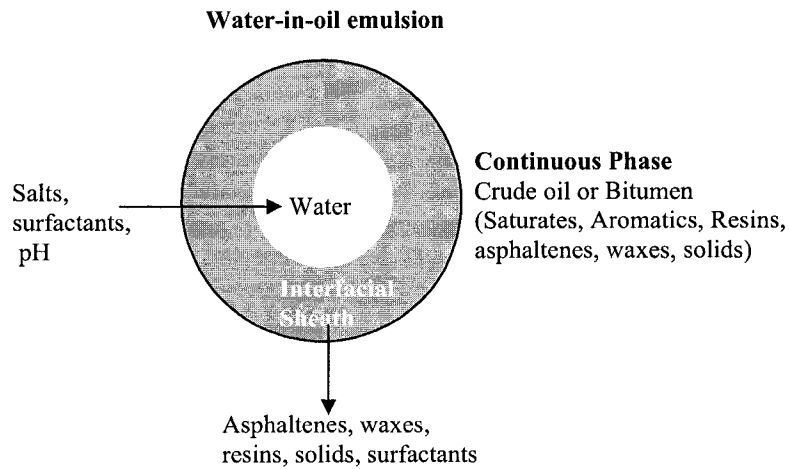 Water-in-oil emulsion
Salts,
surfactants,
pH
Water
Continuous Phase
Crude oil or Bitumen
(Saturates, Aromatics, Resins,
asphaltenes, waxes, solids)
Interfacial
Sheath
Asphaltenes, waxes,
resins, solids, surfactants